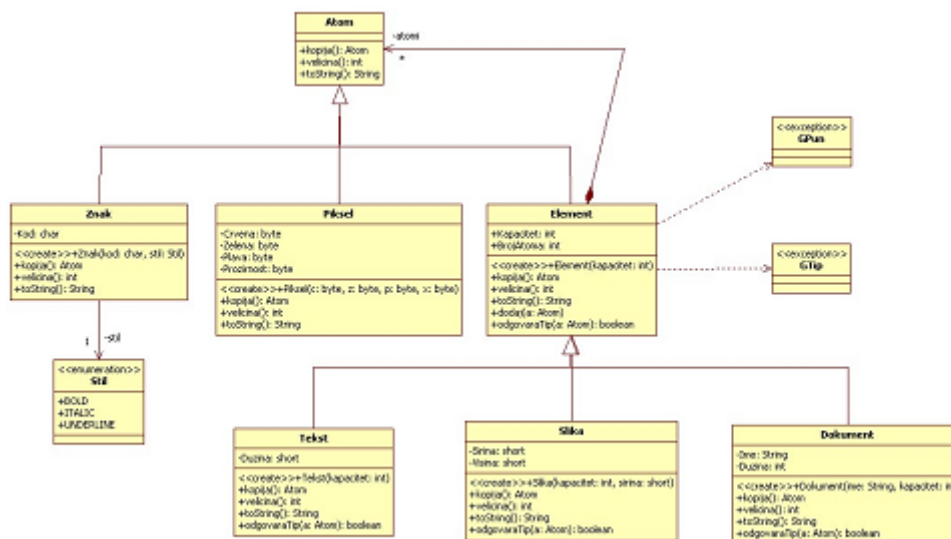 Atom
+kopija(): Atom
+velicina(): int
+toString(): String
-atomi
*
<<exception>>
GPun
<<exception>>
GTip
Znak
-Kod: char
<<create>>+Znak(kod: char, stil: Stil)
+kopija(): Atom
+velicina(): int
+toString(): String
Piksel
-Crvena: byte
-Zelena: byte
-Plava: byte
-Prozirnost: byte
<<create>>+Piksel(c: byte, z: byte, p: byte, x: byte)
+kopija(): Atom
+velicina(): int
+toString(): String
Element
+Kapacitet: int
+BrojAtoma: int
<<create>>+Element(kapacitet: int)
+kopija(): Atom
+velicina(): int
+toString(): String
+dodaj(a: Atom)
+odgovaraTip(a: Atom): boolean
1
-stil
<<enumeration>>
Stil
+BOLD
+ITALIC
+UNDERLINE
Tekst
-Duzina: short
<<create>>+Tekst(kapacitet: int)
+kopija(): Atom
+velicina(): int
+toString(): String
+odgovaraTip(a: Atom): boolean
Slika
-Sirina: short
-Visina: short
<<create>>+Slika(kapacitet: int, sirina: short)
+kopija(): Atom
+velicina(): int
+toString(): String
+odgovaraTip(a: Atom): boolean
Dokument
-Ime: String
-Duzina: int
<<create>>+Dokument(ime: String, kapacitet: in
+kopija(): Atom
+velicina(): int
+toString(): String
+odgovaraTip(a: Atom): boolean